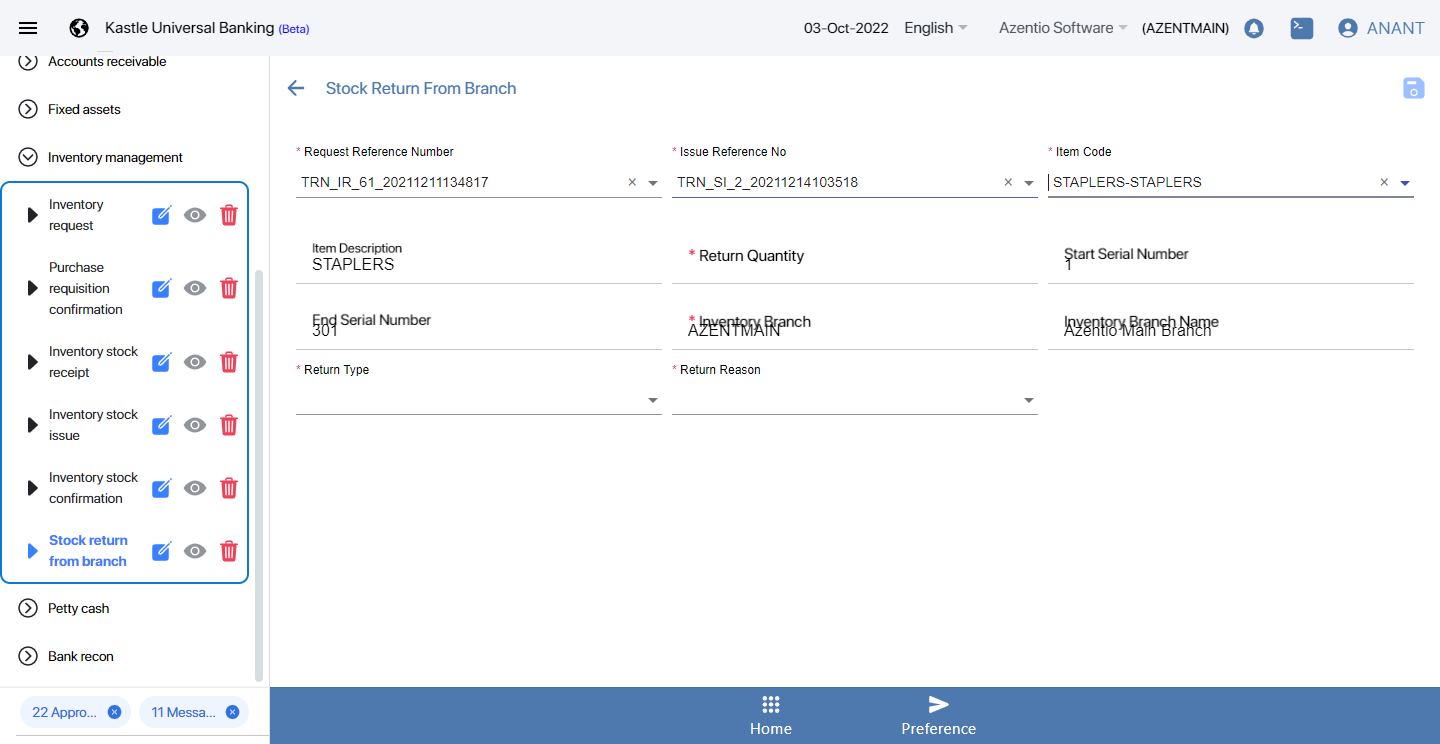 Kastle Universal Banking (Beta)
03-Oct-2022
English
Azentio Software
(AZENTMAIN)
ANANT
Accounts receivable
Fixed assets
Inventory management
Inventory
request
Purchase
requisition
confirmation
Inventory stock
receipt
Inventory stock
issue
Inventory stock
confirmation
Stock return
from branch
Petty cash
Bank recon
22 Appro...
11 Messa...
Stock Return From Branch
* Request Reference Number
TRN_IR_61_20211211134817
* Issue Reference No
TRN_SI_2_20211214103518
* Item Code
STAPLERS-STAPLERS
Item Description
STAPLERS
* Return Quantity
Start Serial Number
1
End Serial Number
301
* Inventory Branch
AZENTMAIN
Inventory Branch Name
Azentio Main Branch
* Return Type
* Return Reason
Home
Preference